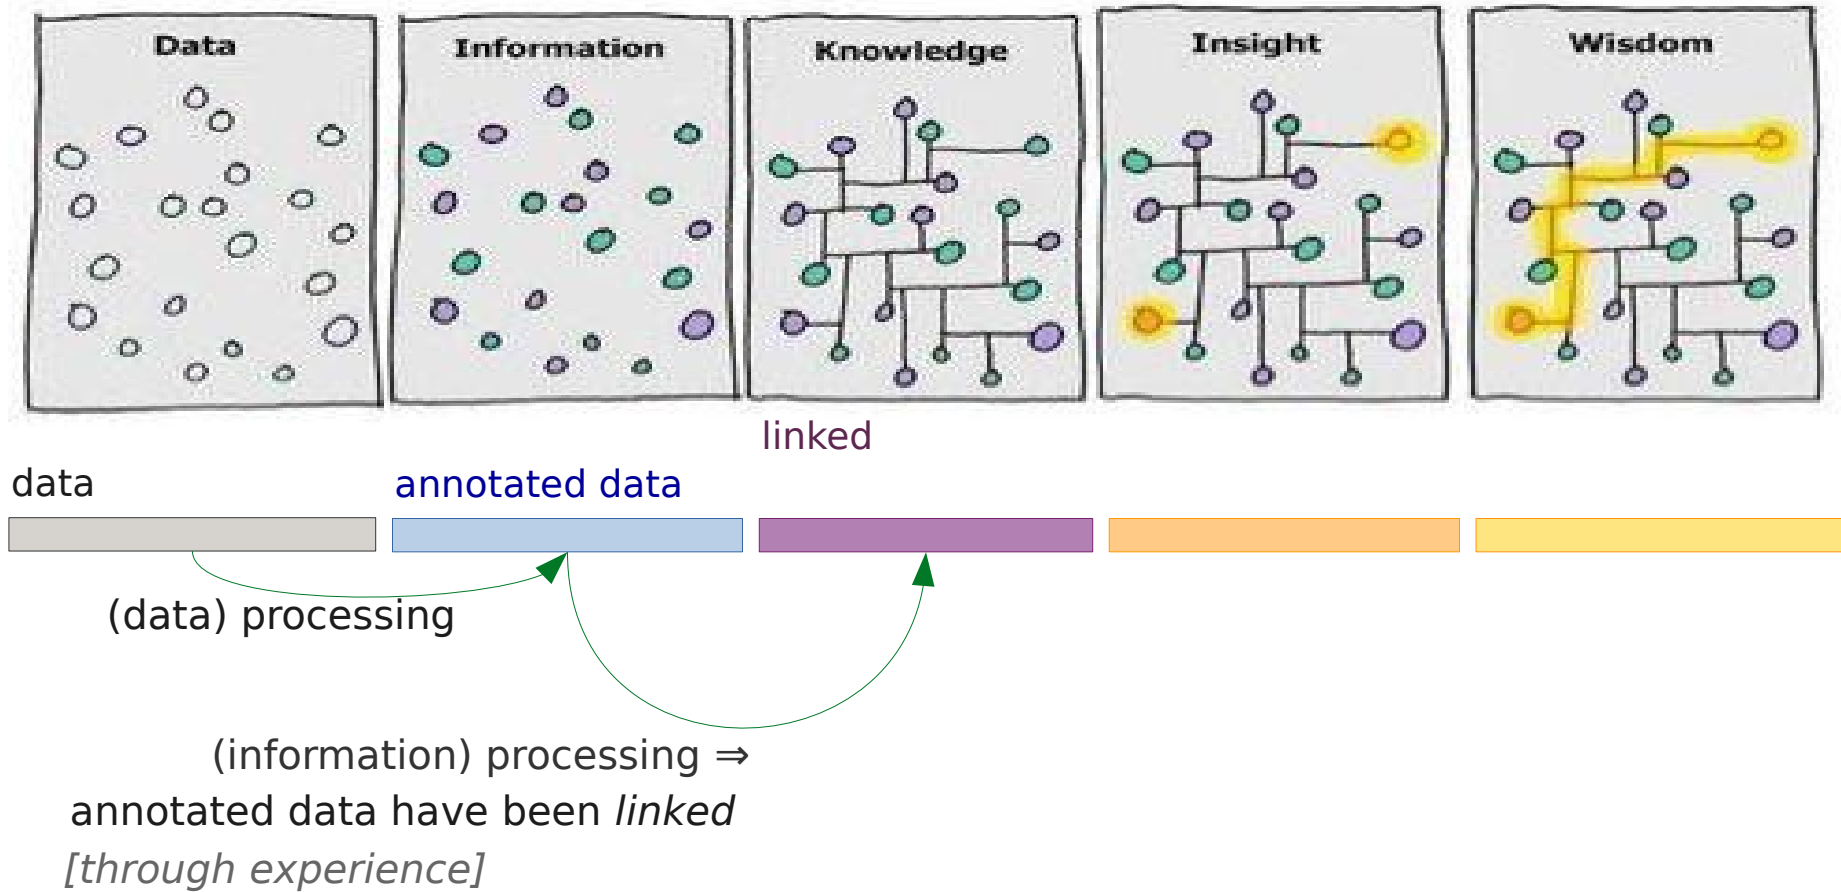 Data
Information
Knowledge
Insight
Wisdom
linked
data
annotated data
(data) processing
(information) processing ⇒
annotated data have been linked
[through experience]